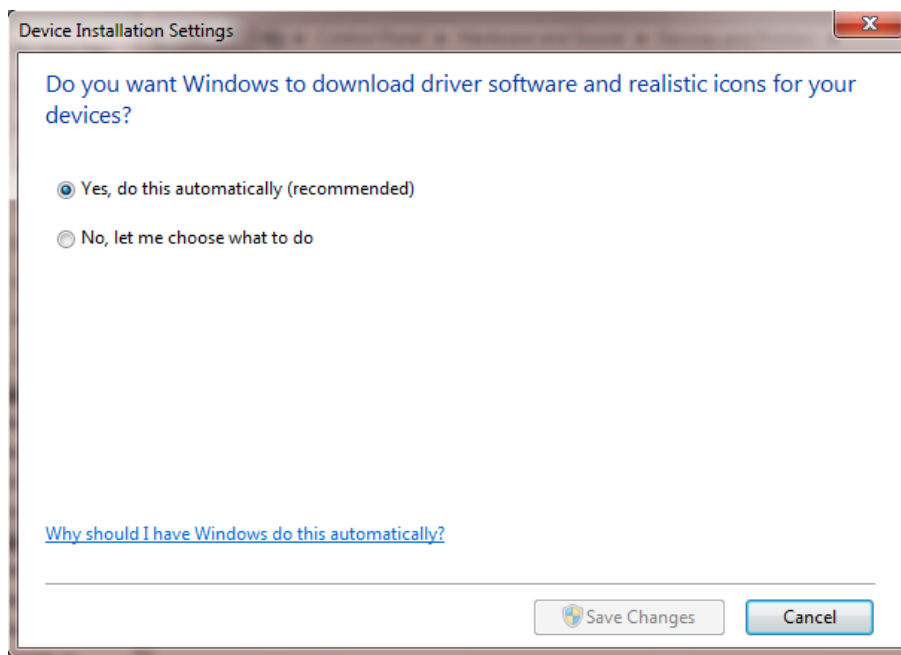 Device Installation Settings
Do you want Windows to download driver software and realistic icons for your
devices?
Yes, do this automatically (recommended)
No, let me choose what to do
Why should I have Windows do this automatically?
Save Changes
Cancel